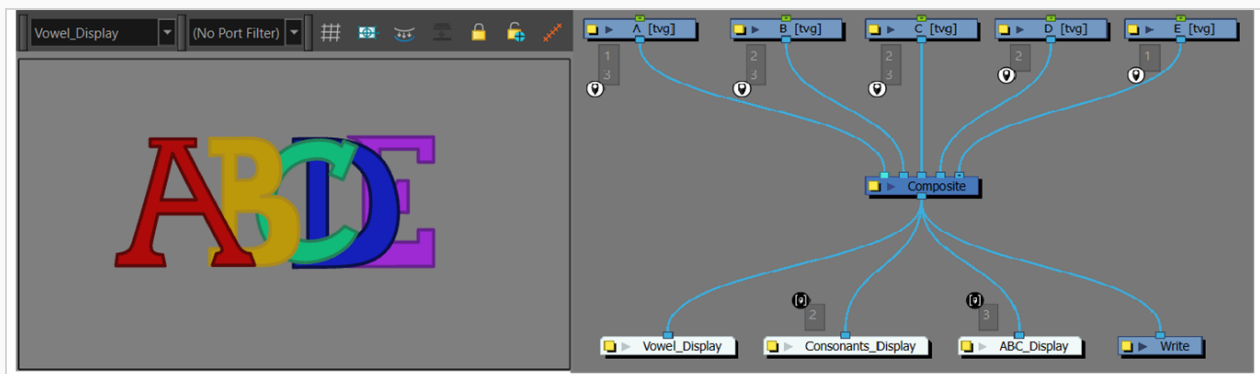 Vowel_Display (No Port Filter)
A [tvg] B [tvg] C [tvg] D [tvg] E [tvg]
1 2 2 2 1
3 3 3
ABCDE
Composite
2 3
Vowel_Display Consonants_Display ABC_Display Write